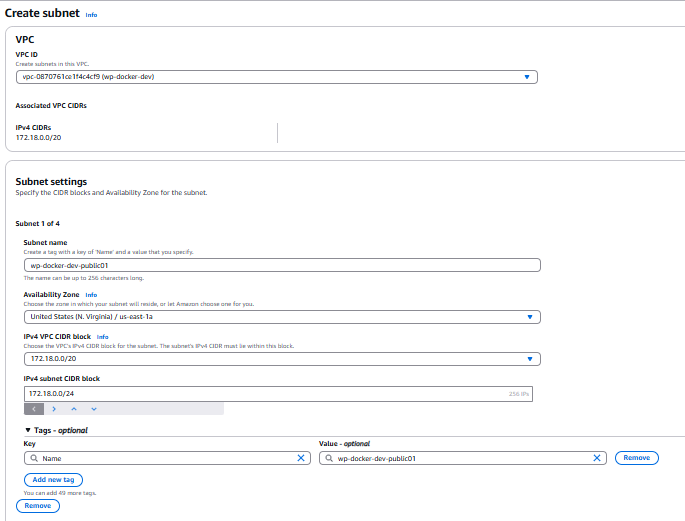 Create subnet Info
VPC
VPC ID
Create subnets in this VPC.
vpc-0870761ce1f4c4cf9 (wp-docker-dev)
Associated VPC CIDRs
IPv4 CIDRs
172.18.0.0/20
Subnet settings
Specify the CIDR blocks and Availability Zone for the subnet.
Subnet 1 of 4
Subnet name
Create a tag with a key of 'Name' and a value that you specify.
wp-docker-dev-public01
The name can be up to 256 characters long.
Availability Zone Info
Choose the zone in which your subnet will reside, or let Amazon choose one for you.
United States (N. Virginia) / us-east-1a
IPv4 VPC CIDR block Info
Choose the VPC's IPv4 CIDR block for the subnet. The subnet's IPv4 CIDR must lie within this block.
172.18.0.0/20
IPv4 subnet CIDR block
172.18.0.0/24 256 IPs
Tags - optional
Key Value - optional
Name wp-docker-dev-public01 Remove
Add new tag
You can add 49 more tags.
Remove